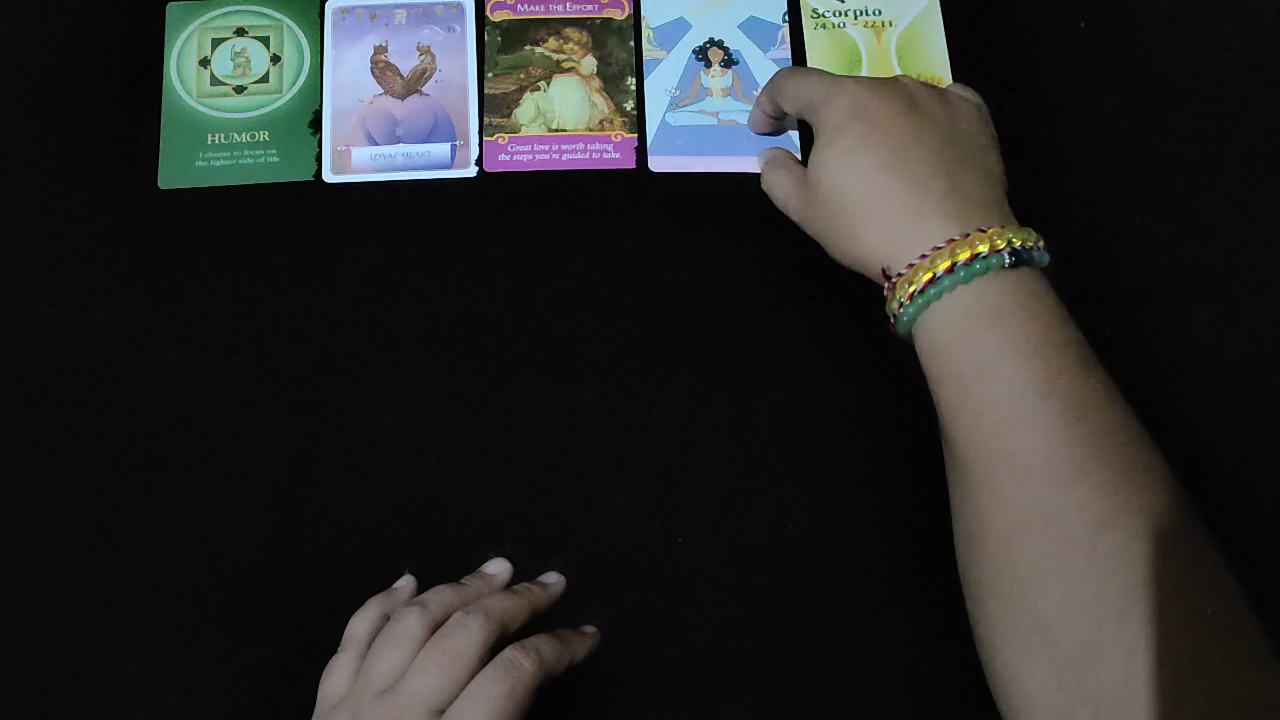 HUMOR
I choose to focus on
the lighter side of life
LOYAL HEART
MAKE THE EFFORT
Great love is worth taking
the steps you're guided to take.
Scorpio
24.10. - 22.11.